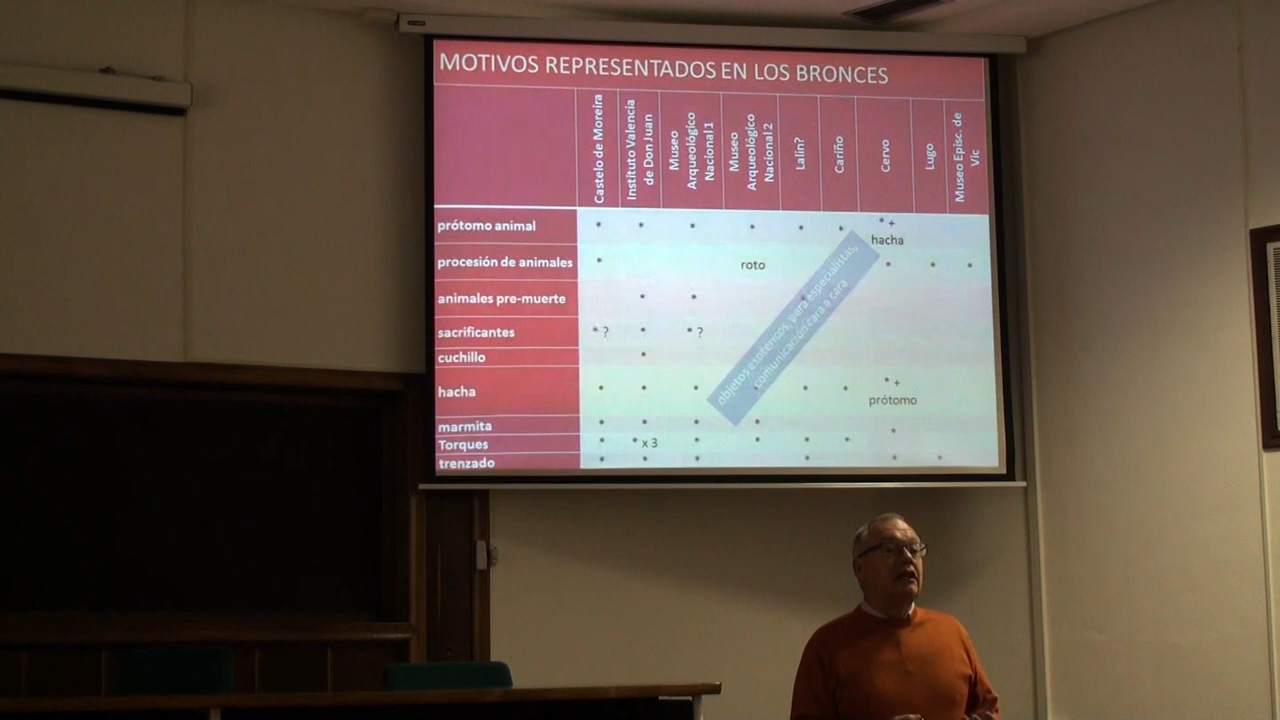 MOTIVOS REPRESENTADOS EN LOS BRONCES
Castelo de Moreira
Instituto Valencia
de Don Juan
Museo
Arqueológico
Nacional 1
Museo
Arqueológico
Nacional 2
Lalín?
Cariño
Cervo
Lugo
Museo Episc. de
Vic
prótomo animal * * * * * * * +
hacha
procesión de animales * roto * * *
animales pre-muerte * * *
sacrificantes * ? * * ?
cuchillo *
hacha * * * * * * * +
prótomo
marmita * * * * *
Torques * * x 3 * * * *
trenzado * * * * * *
objetos esotéricos, para especialistas,
comunicación cara a cara